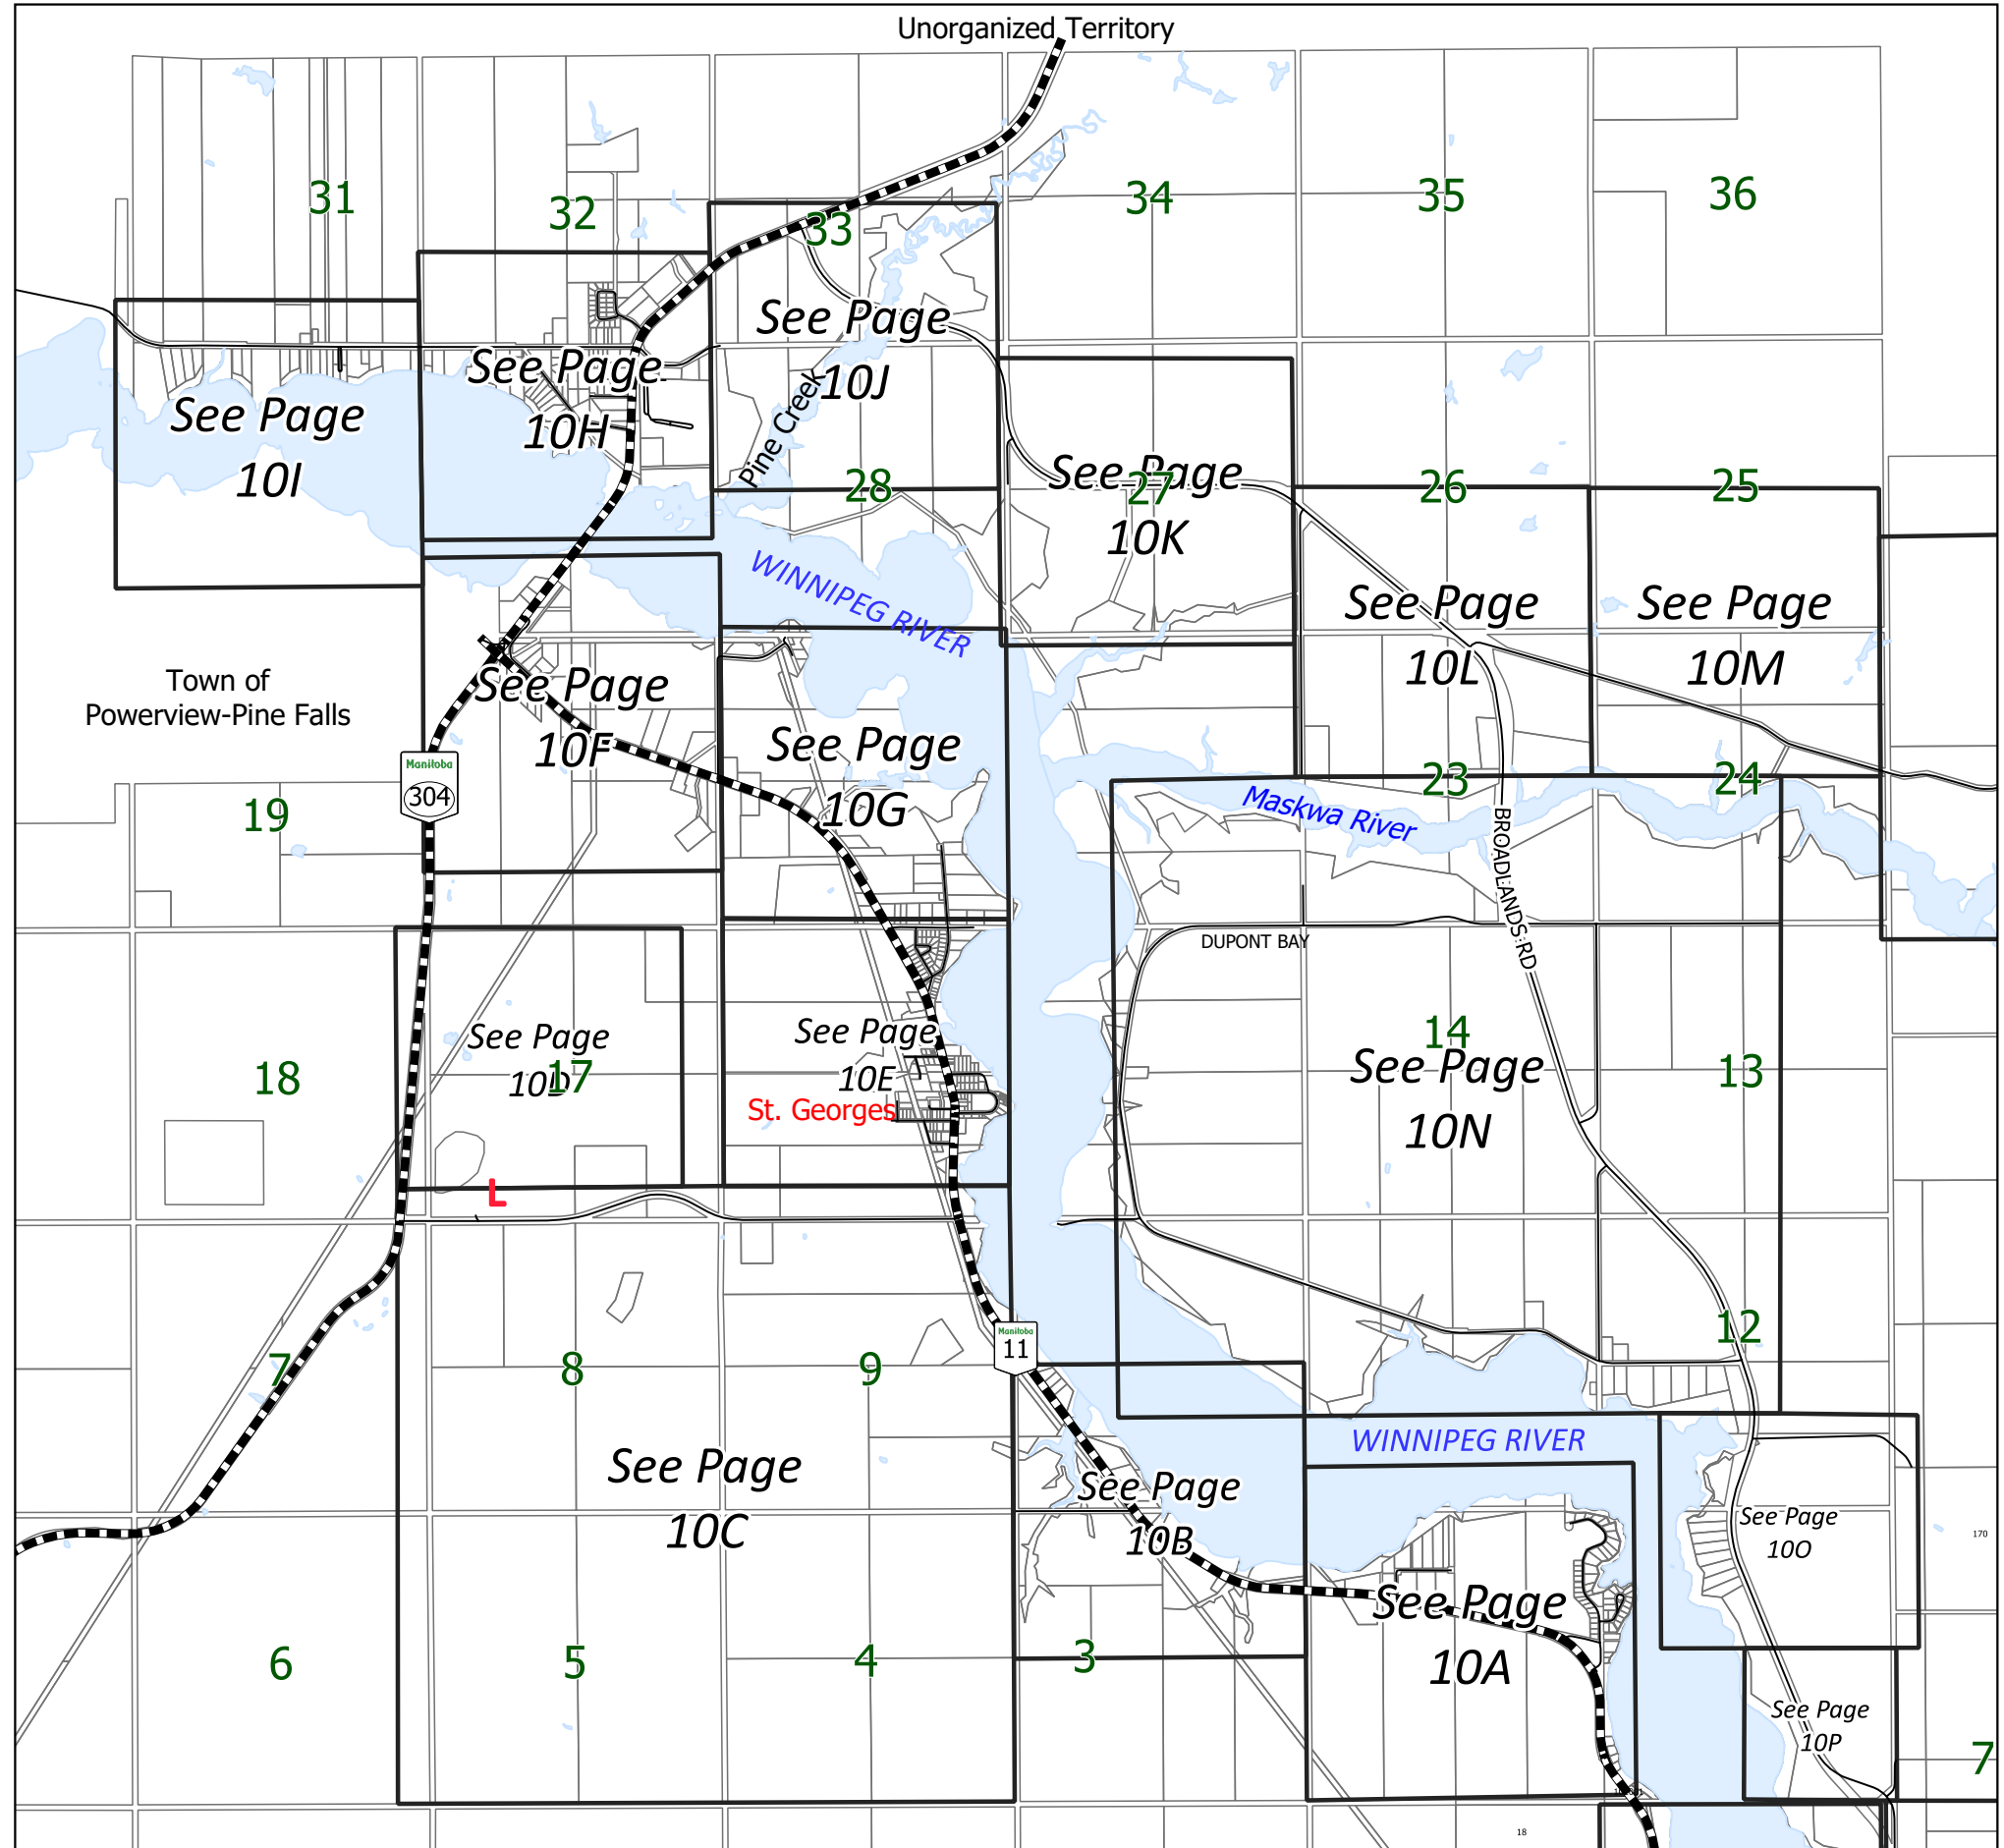 Unorganized Territory
31
32
33
34
35
36
See Page
10J
See Page
10H
See Page
10I
Pine Creek
28
See Page
27
10K
26
25
WINNIPEG RIVER
See Page
10L
See Page
10M
Town of
Powerview-Pine Falls
See Page
10F
See Page
10G
Manitoba
304
19
23
24
Maskwa River
BROADLANDS RD
DUPONT BAY
18
See Page
10D
17
See Page
10E
St. Georges
14
See Page
10N
13
L
12
7
8
9
Manitoba
11
WINNIPEG RIVER
See Page
10C
See Page
10B
See Page
10O
170
See Page
10A
6
5
4
3
See Page
10P
7
18